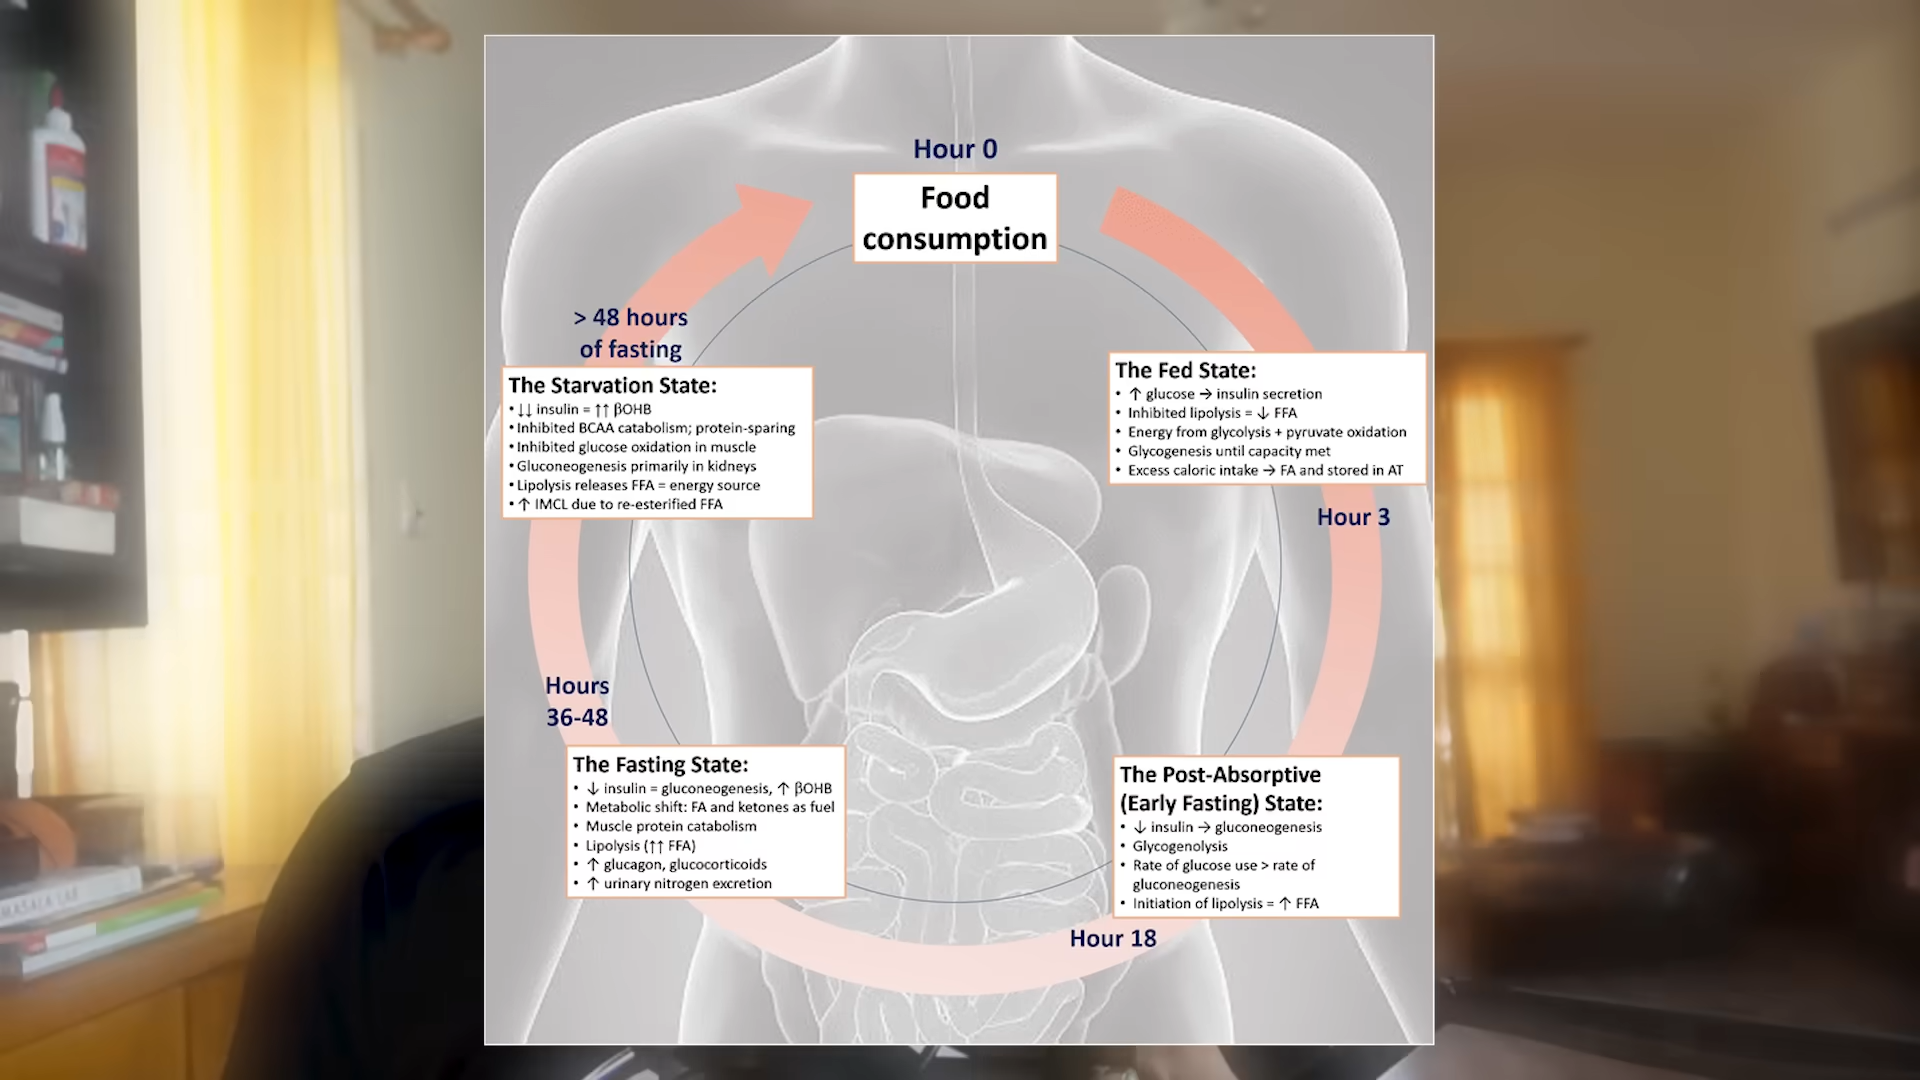 Hour 0
Food
consumption
> 48 hours
of fasting
The Starvation State:
• ↓↓ insulin = ↑↑ βOHB
• Inhibited BCAA catabolism; protein-sparing
• Inhibited glucose oxidation in muscle
• Gluconeogenesis primarily in kidneys
• Lipolysis releases FFA = energy source
• ↑ IMCL due to re-esterified FFA
The Fed State:
• ↑ glucose → insulin secretion
• Inhibited lipolysis = ↓ FFA
• Energy from glycolysis + pyruvate oxidation
• Glycogenesis until capacity met
• Excess caloric intake → FA and stored in AT
Hour 3
Hours
36-48
The Fasting State:
• ↓ insulin = gluconeogenesis, ↑ βOHB
• Metabolic shift: FA and ketones as fuel
• Muscle protein catabolism
• Lipolysis (↑↑ FFA)
• ↑ glucagon, glucocorticoids
• ↑ urinary nitrogen excretion
The Post-Absorptive
(Early Fasting) State:
• ↓ insulin → gluconeogenesis
• Glycogenolysis
• Rate of glucose use > rate of
gluconeogenesis
• Initiation of lipolysis = ↑ FFA
Hour 18
MASALA LAB